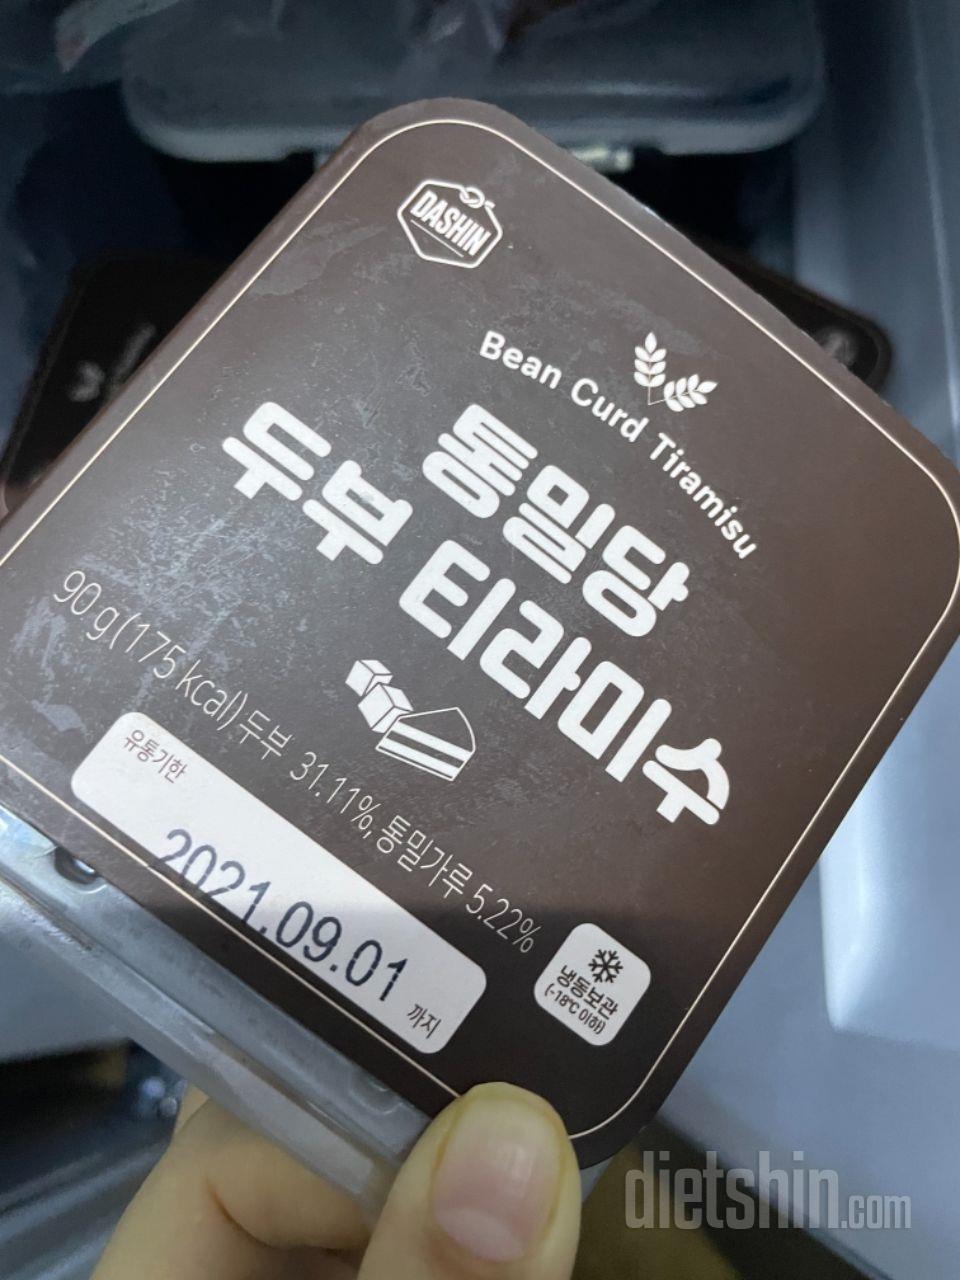 DASHIN
Bean Curd Tiramisu
통밀당
두부 티라미수
90 g (175 kcal) 두부 31.11%, 통밀가루 5.22%
유통기한
2021.09.01
까지
냉동보관
(-18℃ 이하)
dietshin.com